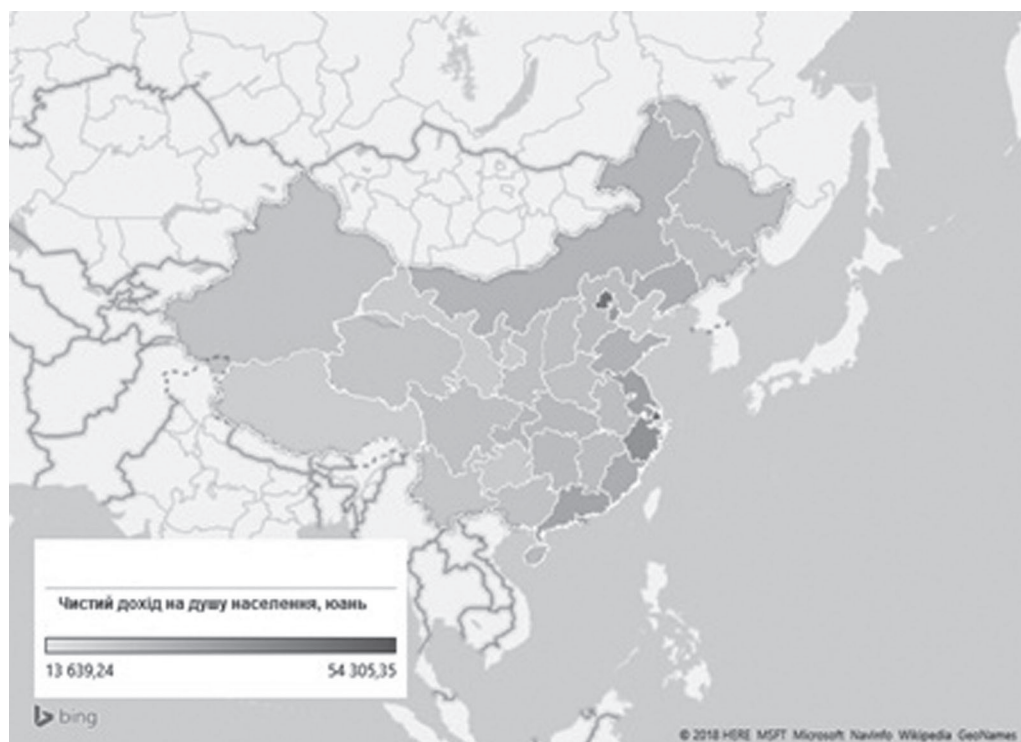 Чистий дохід на душу населення, юань
13 639,24 54 305,35
bing
© 2018 HERE MSFT Microsoft NavInfo Wikipedia GeoNames